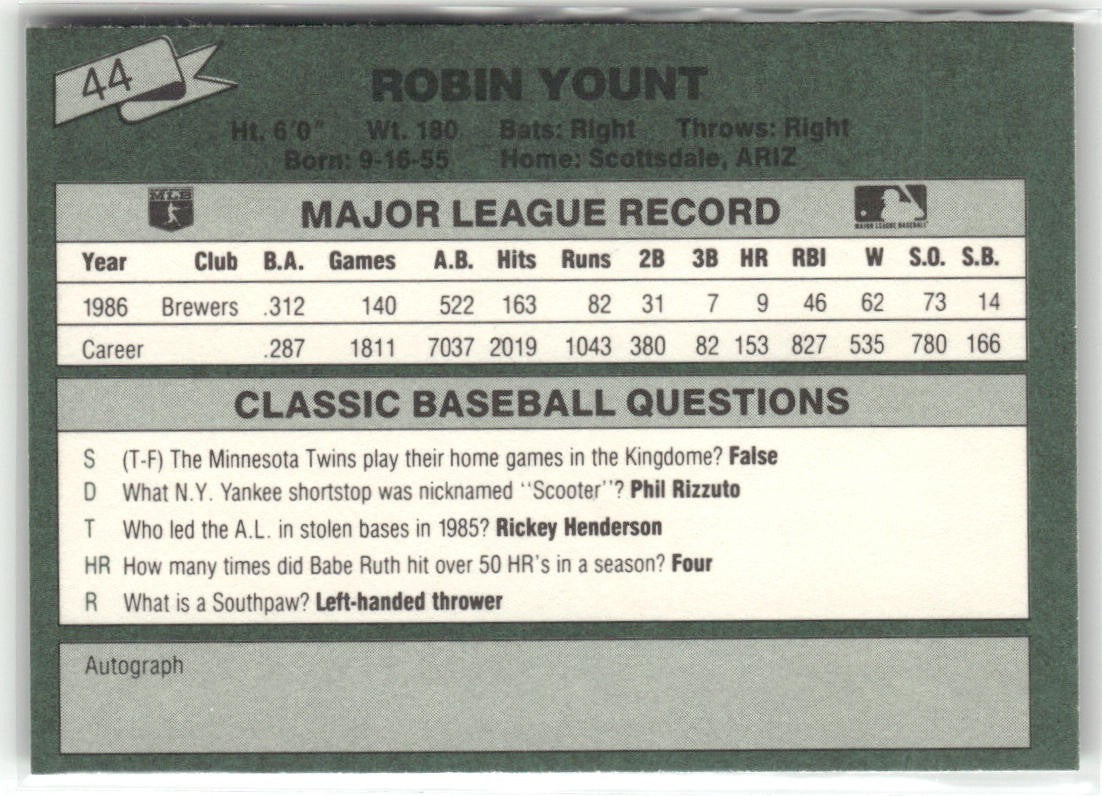 44
ROBIN YOUNT
Ht. 6'0" Wt. 180 Bats: Right Throws: Right
Born: 9-16-55 Home: Scottsdale, ARIZ
MLB MAJOR LEAGUE RECORD MAJOR LEAGUE BASEBALL
Year Club B.A. Games A.B. Hits Runs 2B 3B HR RBI W S.O. S.B.
1986 Brewers .312 140 522 163 82 31 7 9 46 62 73 14
Career .287 1811 7037 2019 1043 380 82 153 827 535 780 166
CLASSIC BASEBALL QUESTIONS
S (T-F) The Minnesota Twins play their home games in the Kingdome? False
D What N.Y. Yankee shortstop was nicknamed "Scooter"? Phil Rizzuto
T Who led the A.L. in stolen bases in 1985? Rickey Henderson
HR How many times did Babe Ruth hit over 50 HR's in a season? Four
R What is a Southpaw? Left-handed thrower
Autograph